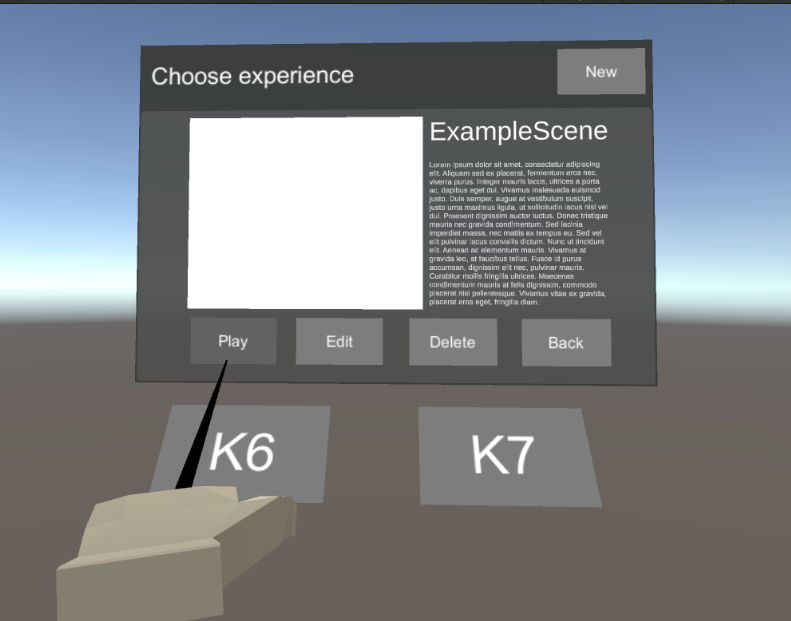 Choose experience
New
ExampleScene
Lorem ipsum dolor sit amet, consectetur adipiscing
elit. Aliquam sed ex placerat, fermentum eros nec,
viverra purus. Integer mauris lacus, ultrices a porta
ac, dapibus eget dui. Vivamus malesuada euismod
justo. Duis semper, augue at vestibulum suscipit,
justo urna maximus ligula, ut sollicitudin lacus nisl vel
dui. Praesent dignissim auctor luctus. Donec tristique
mauris nec gravida condimentum. Sed lacinia
imperdiet massa, nec mattis ex tempus eu. Sed vel
elit pulvinar lacus convallis dictum. Nunc ut tincidunt
elit. Aenean ac elementum mauris. Vivamus at
gravida leo, at faucibus tellus. Fusce id purus
accumsan, dignissim elit nec, pulvinar mauris.
Curabitur mollis fringilla ultrices. Maecenas
condimentum mauris at felis dignissim, commodo
placerat nisi pellentesque. Vivamus vitae ex gravida,
placerat eros eget, fringilla diam.
Play
Edit
Delete
Back
K6
K7